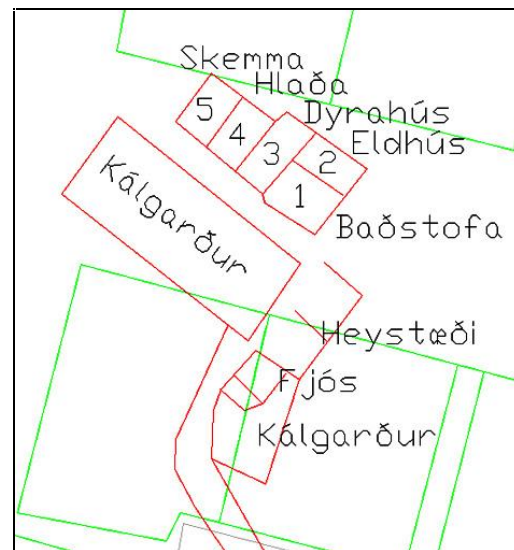 Skemma
Hlaða
Dyrahús
Eldhús
5
4
3
2
1
Baðstofa
Kálgarður
Heystæði
Fjós
Kálgarður